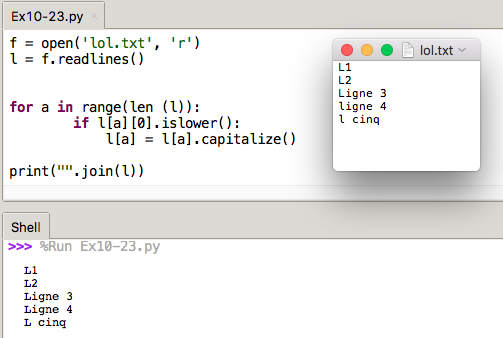 Ex10-23.py
f = open('lol.txt', 'r')
l = f.readlines()
for a in range(len (l)):
if l[a][0].islower():
l[a] = l[a].capitalize()
print("".join(l))
lol.txt
L1
L2
Ligne 3
ligne 4
l cinq
Shell
>>> %Run Ex10-23.py
L1
L2
Ligne 3
Ligne 4
L cinq